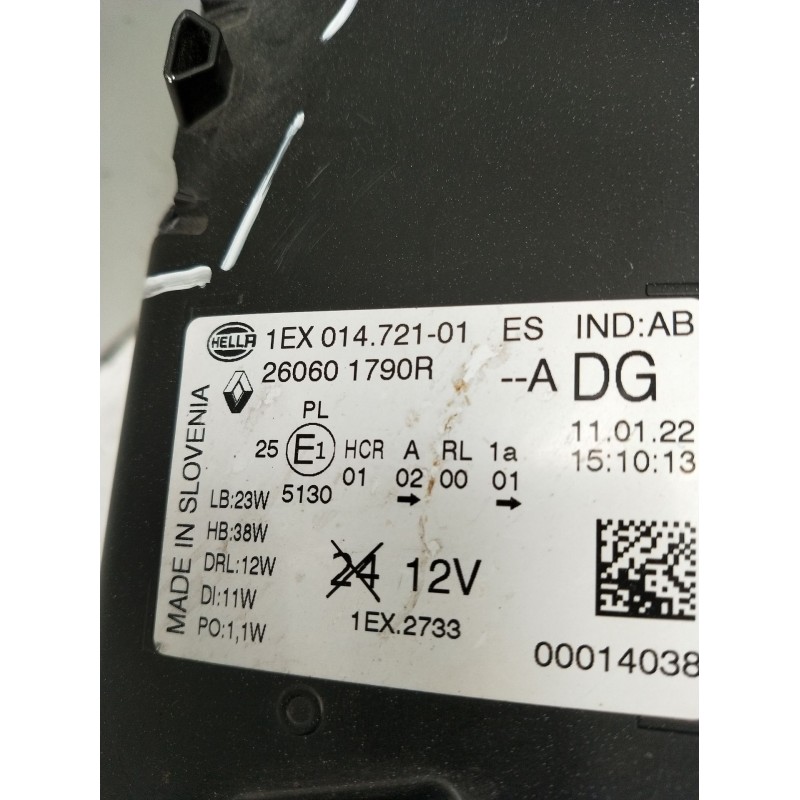 HELLA 1EX 014.721-01 ES IND:AB
26060 1790R --A DG
PL
11.01.22
25 E1 HCR A RL 1a
15:10:13
01 02 00 01
5130
LB:23W
HB:38W
DRL:12W
DI:11W
PO:1,1W
24 12V
1EX.2733
00014038
MADE IN SLOVENIA